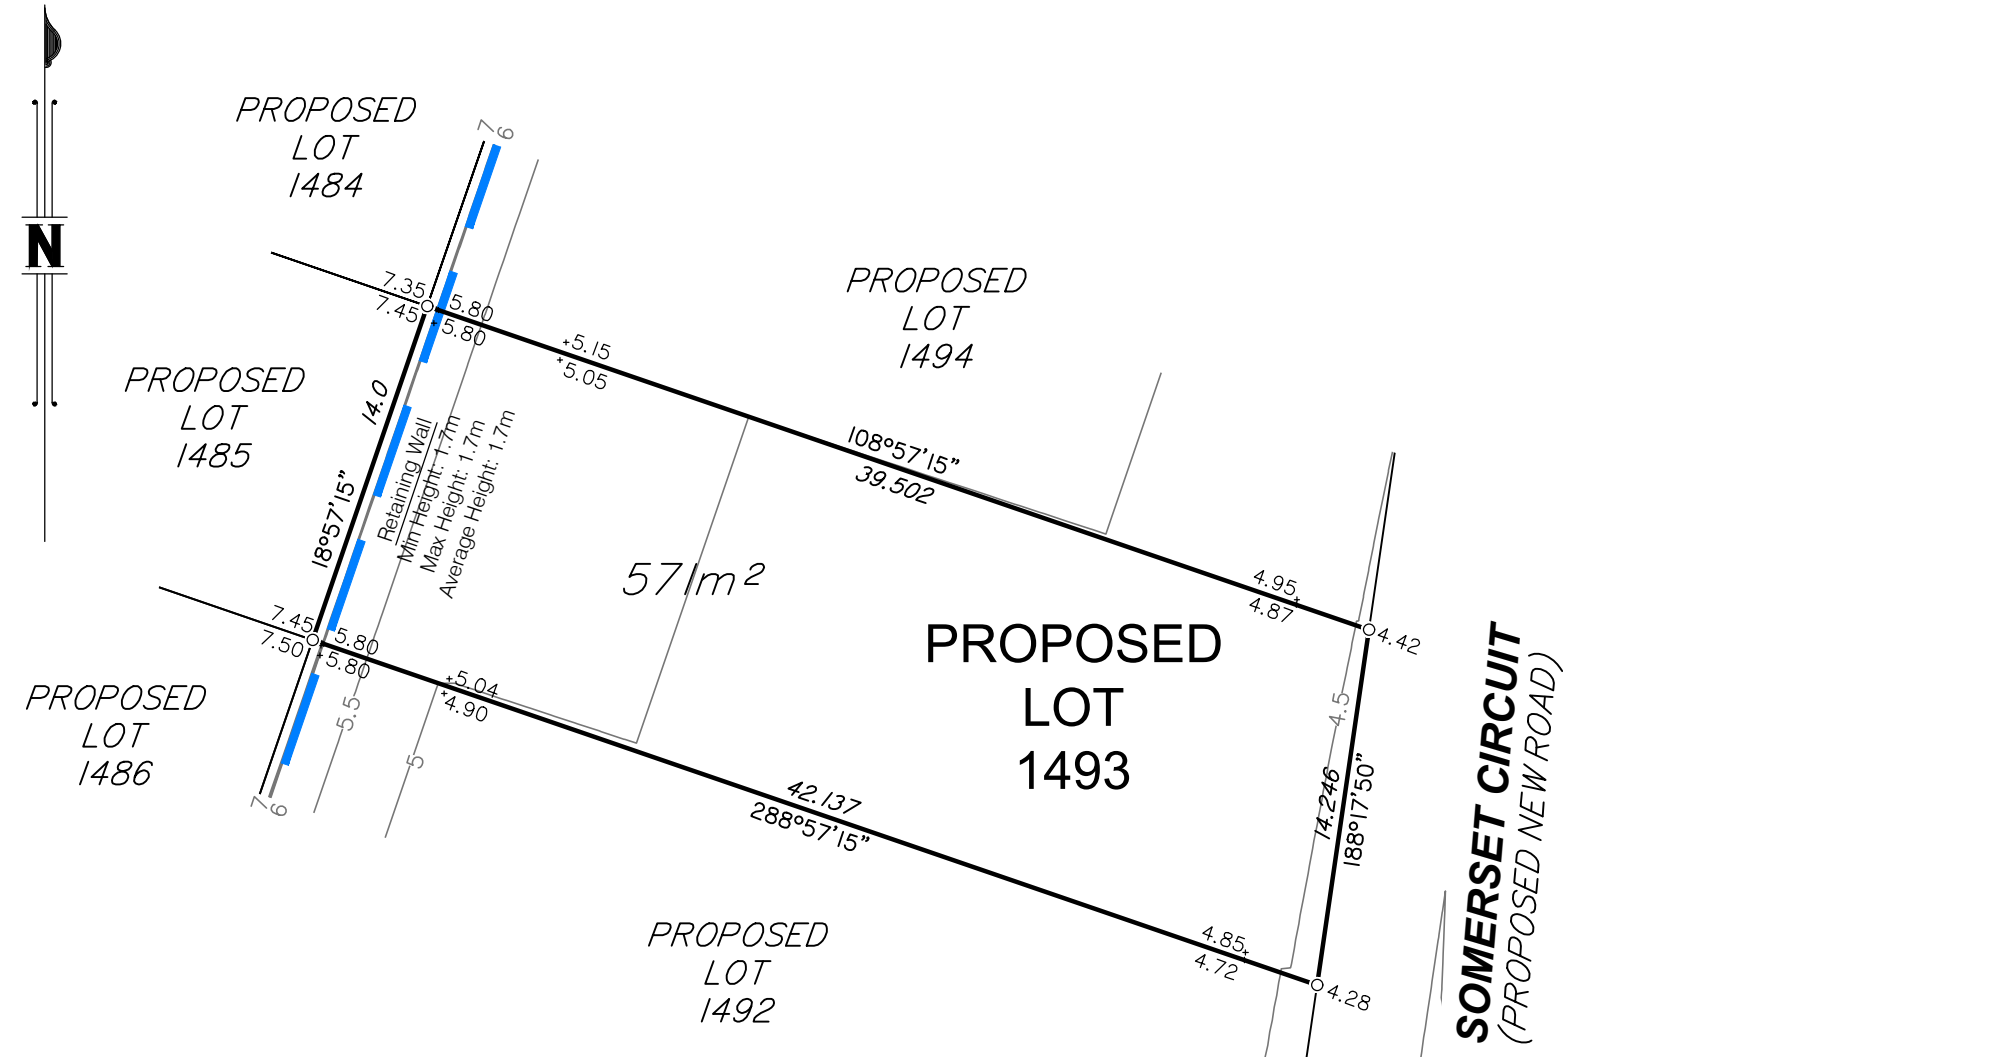 N
PROPOSED
LOT
1484
7
6
7.35
7.45
5.80
5.80
+5.15
+5.05
PROPOSED
LOT
1494
PROPOSED
LOT
1485
14.0
18°57'15"
Retaining Wall
Min Height: 1.7m
Max Height: 1.7m
Average Height: 1.7m
108°57'15"
39.502
571m²
4.95
4.87
4.42
PROPOSED
LOT
1493
7.45
7.50
5.80
5.80
5.04
4.90
5.5
5
7
6
PROPOSED
LOT
1486
42.137
288°57'15"
4.5
14.246
188°17'50"
SOMERSET CIRCUIT
(PROPOSED NEW ROAD)
4.85
4.72
4.28
PROPOSED
LOT
1492